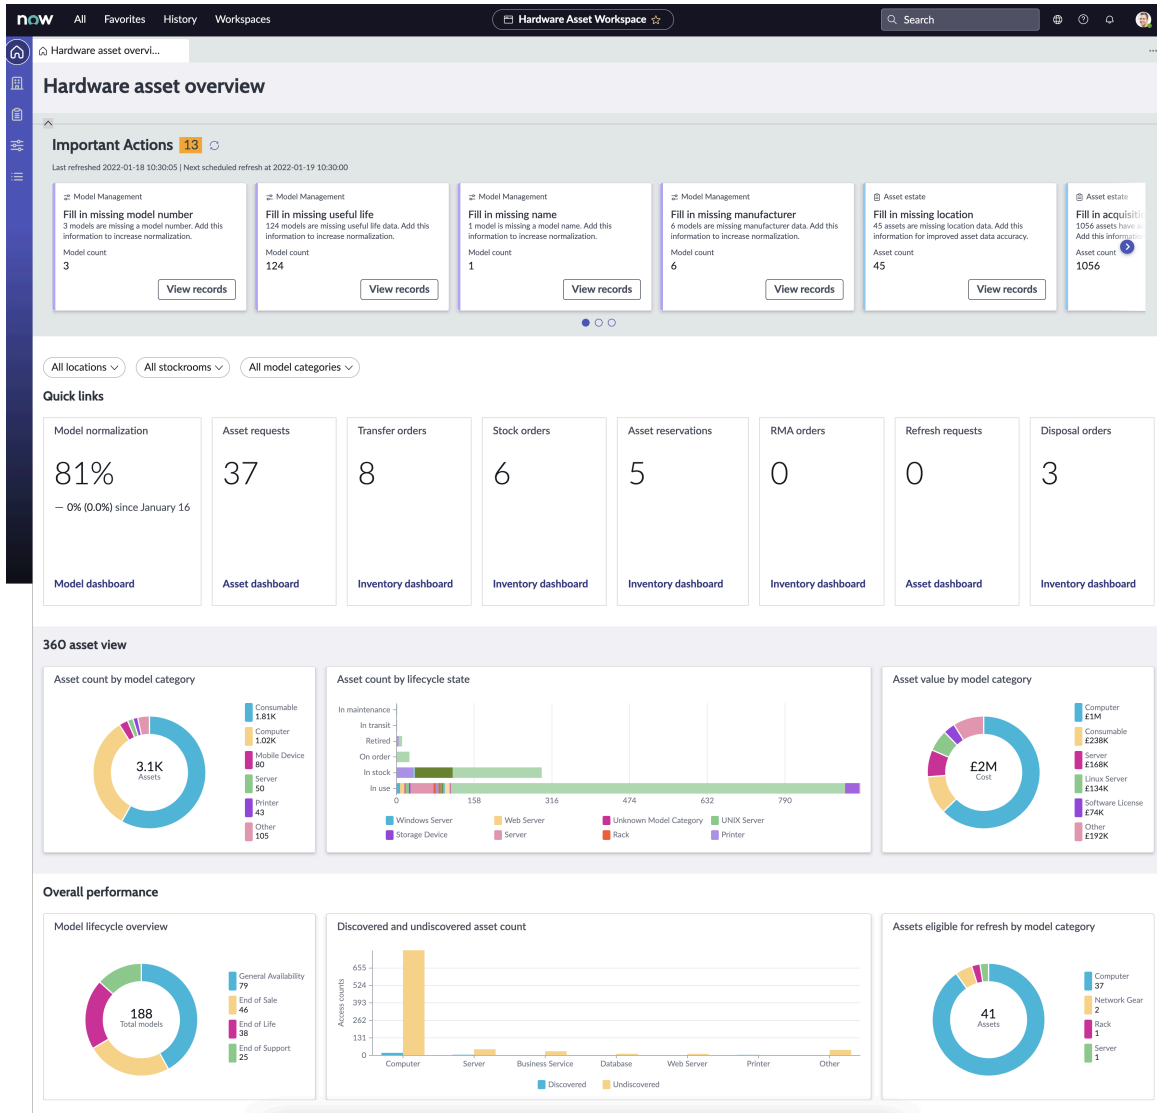 now All Favorites History Workspaces Hardware Asset Workspace Search
Hardware asset overvi...
Hardware asset overview
Important Actions 13
Last refreshed 2022-01-18 10:30:05 | Next scheduled refresh at 2022-01-19 10:30:00
Model Management
Fill in missing model number
3 models are missing a model number. Add this
information to increase normalization.
Model count
3
View records
Model Management
Fill in missing useful life
124 models are missing useful life data. Add this
information to increase normalization.
Model count
124
View records
Model Management
Fill in missing name
1 model is missing a model name. Add this
information to increase normalization.
Model count
1
View records
Model Management
Fill in missing manufacturer
6 models are missing manufacturer data. Add this
information to increase normalization.
Model count
6
View records
Asset estate
Fill in missing location
45 assets are missing location data. Add this
information for improved asset data accuracy.
Asset count
45
View records
Asset estate
Fill in acquisiti
1056 assets have
Add this information
Asset count
1056
All locations All stockrooms All model categories
Quick links
Model normalization
81%
— 0% (0.0%) since January 16
Model dashboard
Asset requests
37
Asset dashboard
Transfer orders
8
Inventory dashboard
Stock orders
6
Inventory dashboard
Asset reservations
5
Inventory dashboard
RMA orders
0
Inventory dashboard
Refresh requests
0
Asset dashboard
Disposal orders
3
Inventory dashboard
360 asset view
Asset count by model category
3.1K
Assets
Consumable
1.81K
Computer
1.02K
Mobile Device
80
Server
50
Printer
43
Other
105
Asset count by lifecycle state
In maintenance
In transit
Retired
On order
In stock
In use
0 158 316 474 632 790
Windows Server Web Server Unknown Model Category UNIX Server
Storage Device Server Rack Printer
Asset value by model category
£2M
Cost
Computer
£1M
Consumable
£238K
Server
£168K
Linux Server
£134K
Software License
£74K
Other
£192K
Overall performance
Model lifecycle overview
188
Total models
General Availability
79
End of Sale
46
End of Life
38
End of Support
25
Discovered and undiscovered asset count
Access counts
655
524
393
262
131
0
Computer Server Business Service Database Web Server Printer Other
Discovered Undiscovered
Assets eligible for refresh by model category
41
Assets
Computer
37
Network Gear
2
Rack
1
Server
1